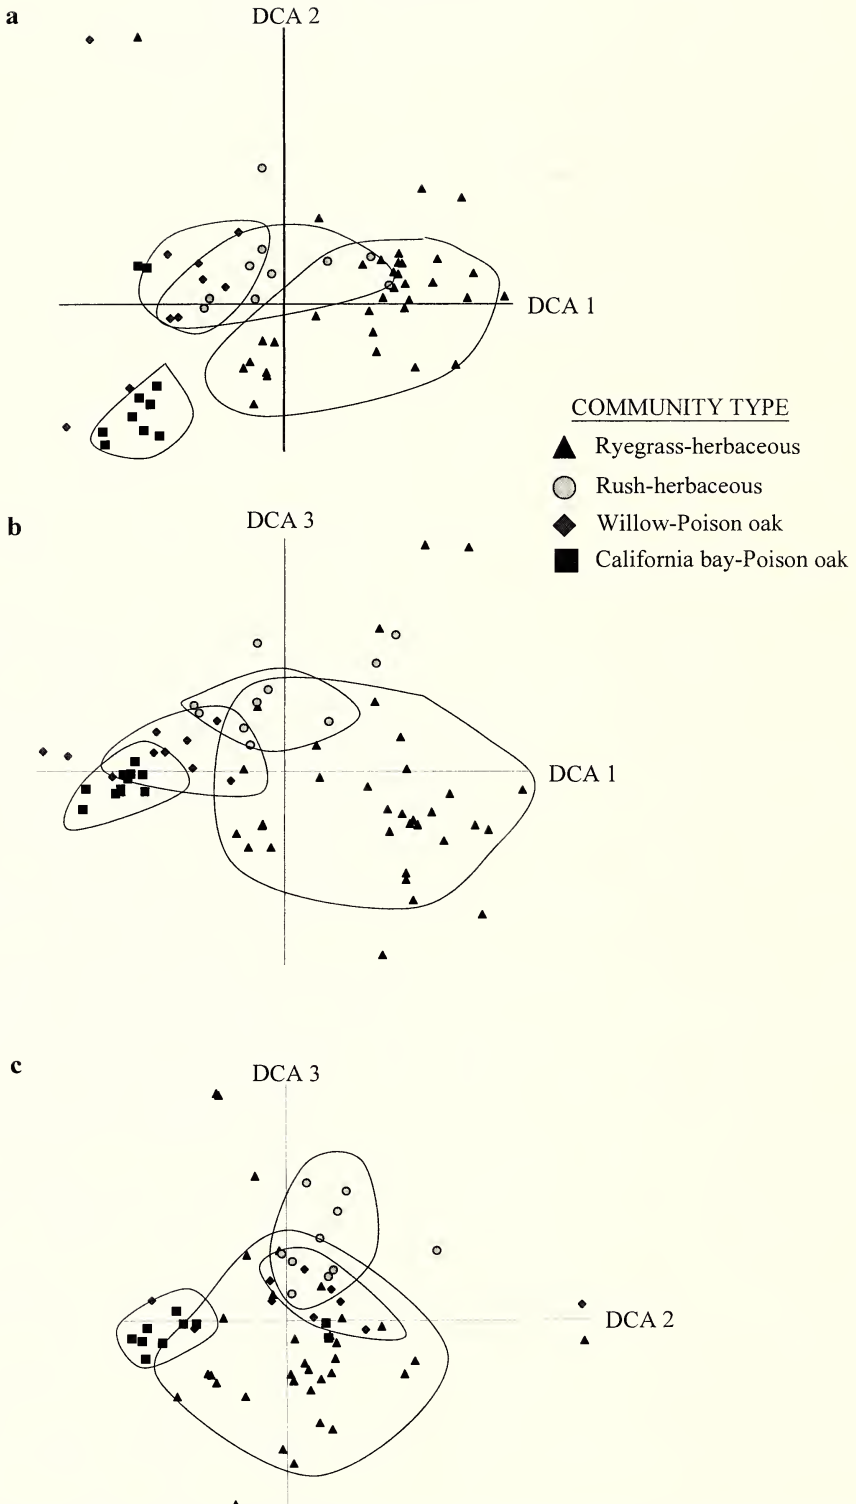 a
DCA 2
DCA 1
COMMUNITY TYPE
Ryegrass-herbaceous
Rush-herbaceous
Willow-Poison oak
California bay-Poison oak
b
DCA 3
DCA 1
c
DCA 3
DCA 2